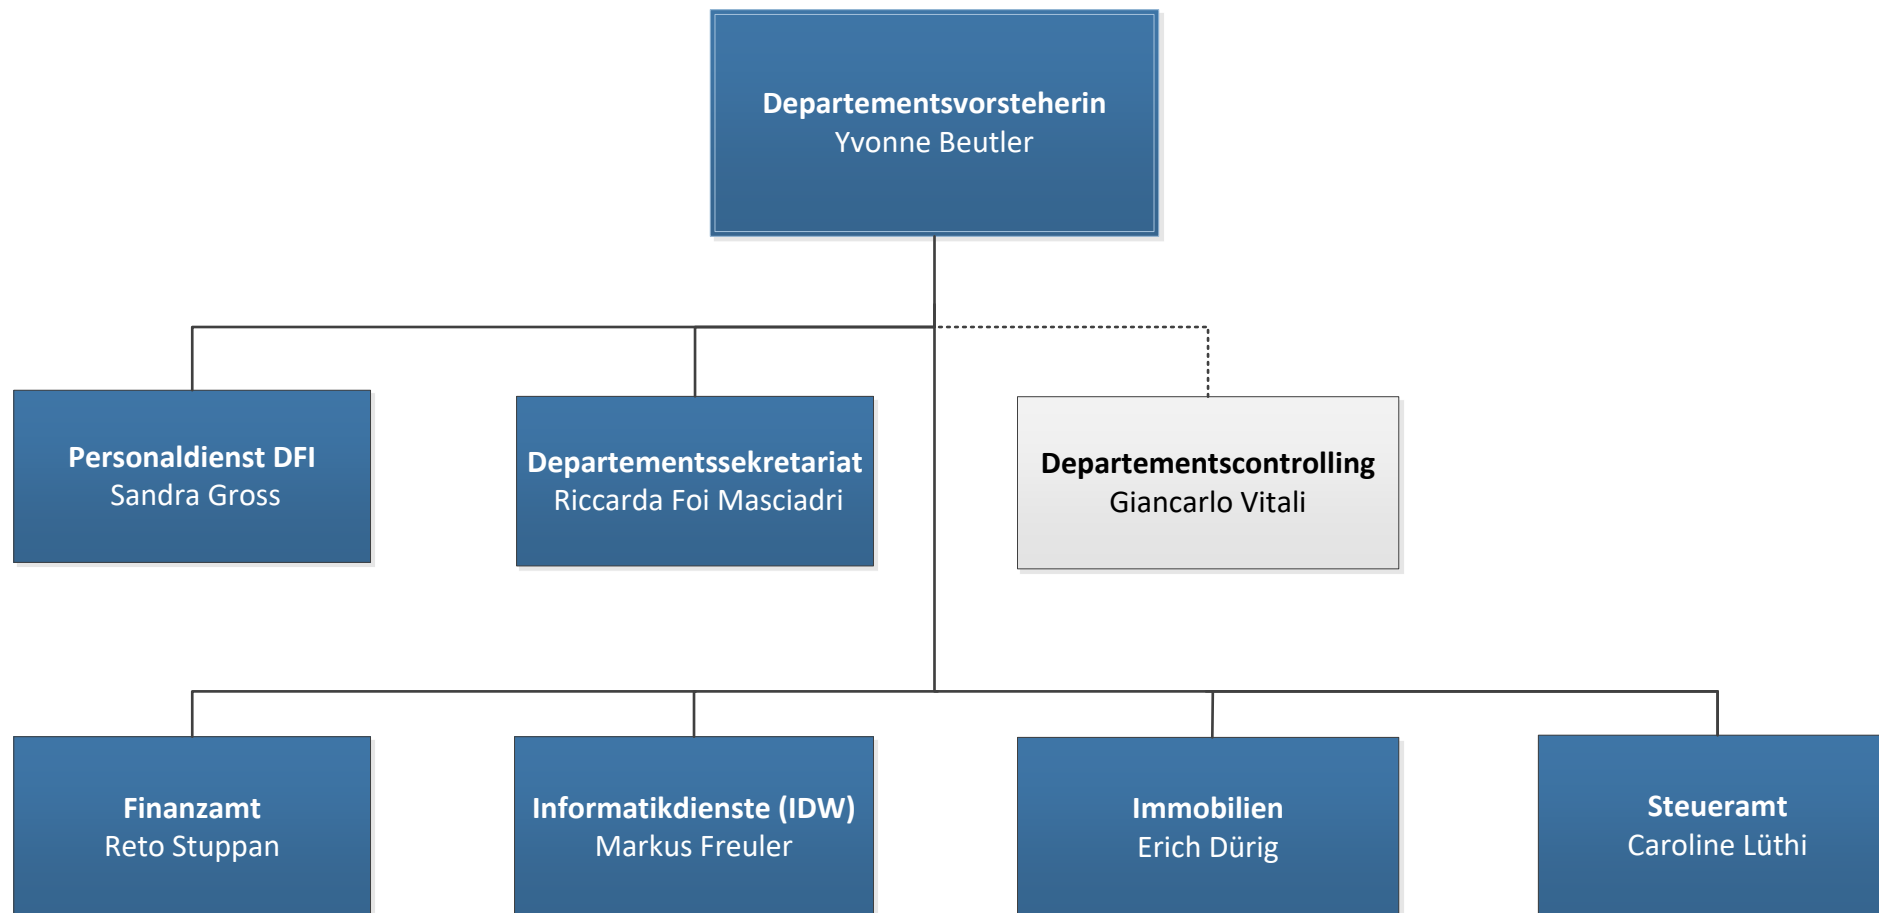 Departementsvorsteherin
Yvonne Beutler
Personaldienst DFI
Sandra Gross
Departementssekretariat
Riccarda Foi Masciadri
Departementscontrolling
Giancarlo Vitali
Finanzamt
Reto Stuppan
Informatikdienste (IDW)
Markus Freuler
Immobilien
Erich Dürig
Steueramt
Caroline Lüthi